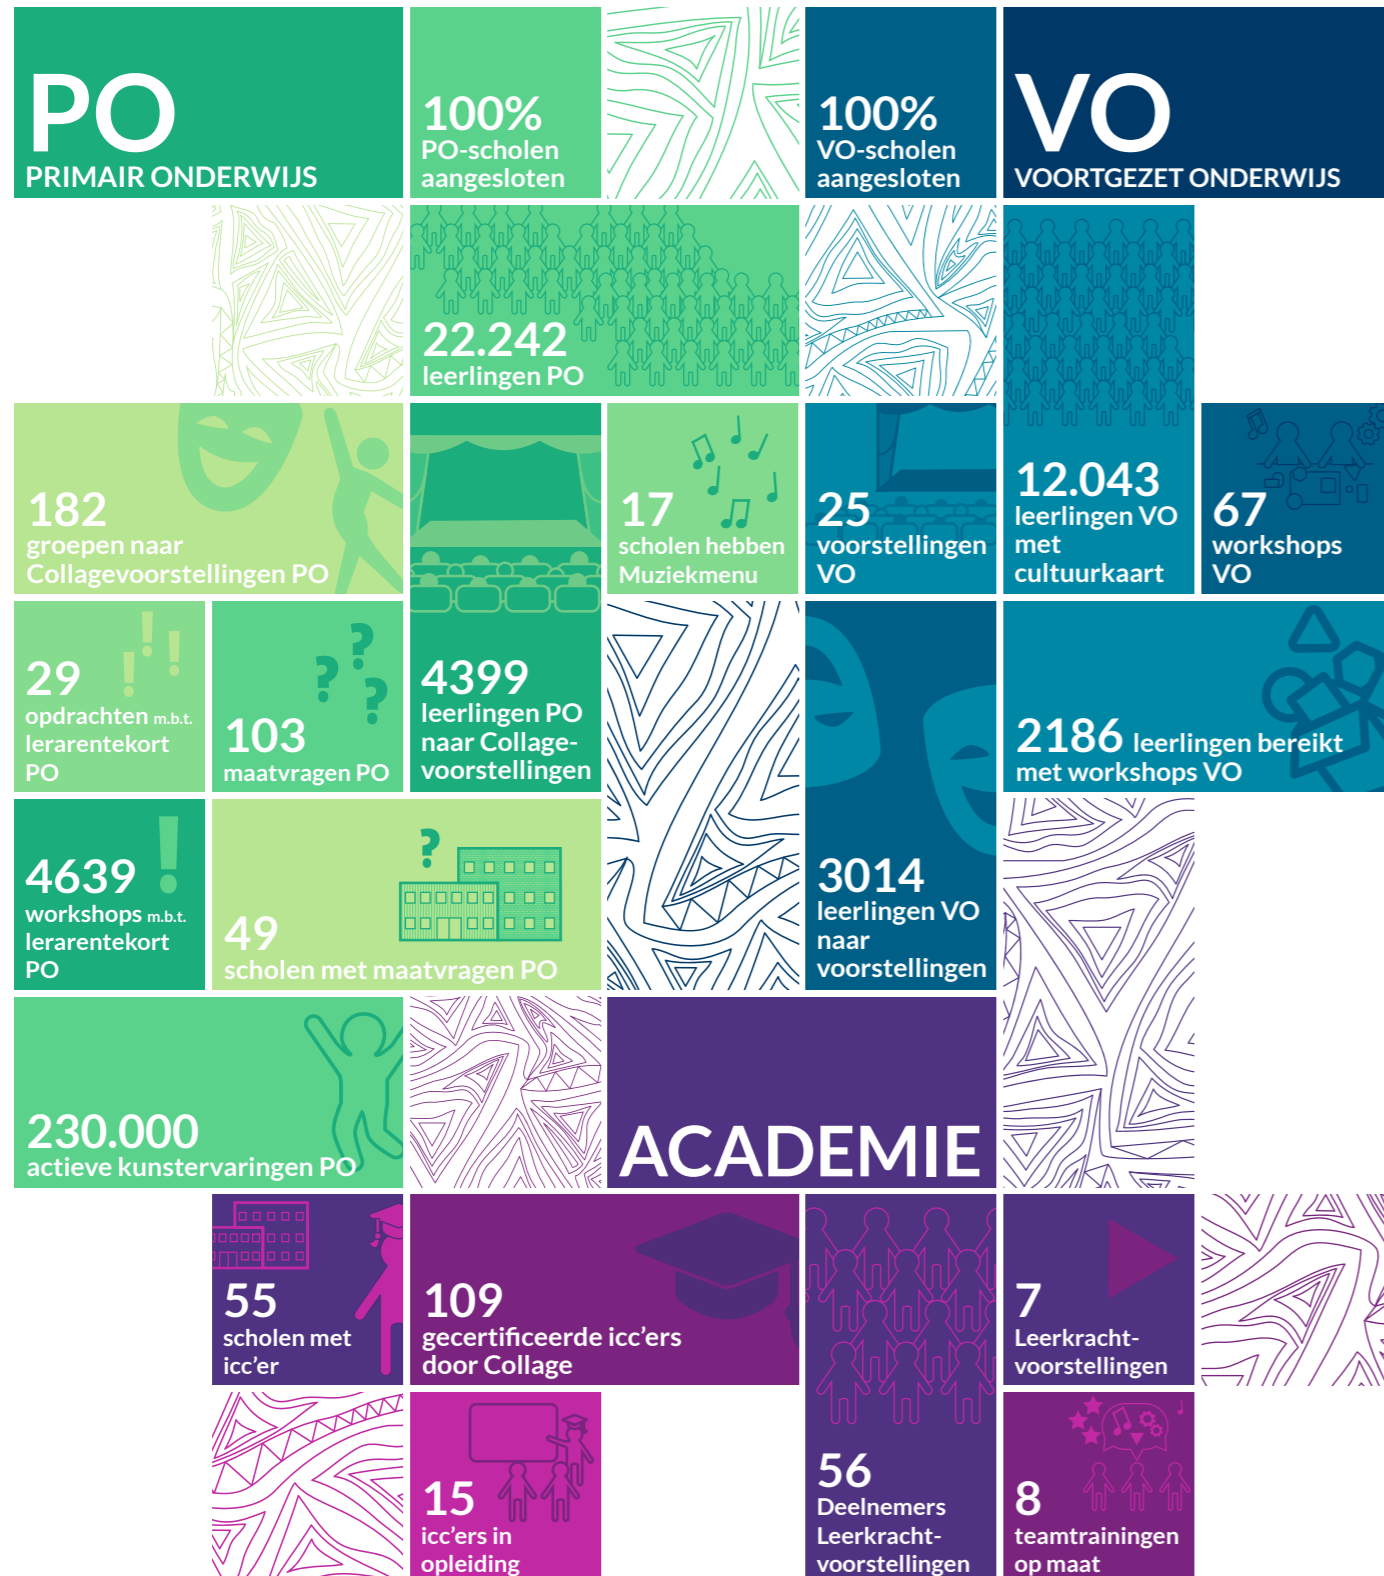 PO
PRIMAIR ONDERWIJS
100%
PO-scholen
aangesloten
100%
VO-scholen
aangesloten
VO
VOORTGEZET ONDERWIJS
22.242
leerlingen PO
182
groepen naar
Collagevoorstellingen PO
17
scholen hebben
Muziekmenu
25
voorstellingen
VO
12.043
leerlingen VO
met
cultuurkaart
67
workshops
VO
29
opdrachten m.b.t.
lerarentekort
PO
103
maatvragen PO
4399
leerlingen PO
naar Collage-
voorstellingen
2186 leerlingen bereikt
met workshops VO
4639
workshops m.b.t.
lerarentekort
PO
49
scholen met maatvragen PO
3014
leerlingen VO
naar
voorstellingen
230.000
actieve kunstervaringen PO
ACADEMIE
55
scholen met
icc’er
109
gecertificeerde icc’ers
door Collage
7
Leerkracht-
voorstellingen
15
icc’ers in
opleiding
56
Deelnemers
Leerkracht-
voorstellingen
8
teamtrainingen
op maat